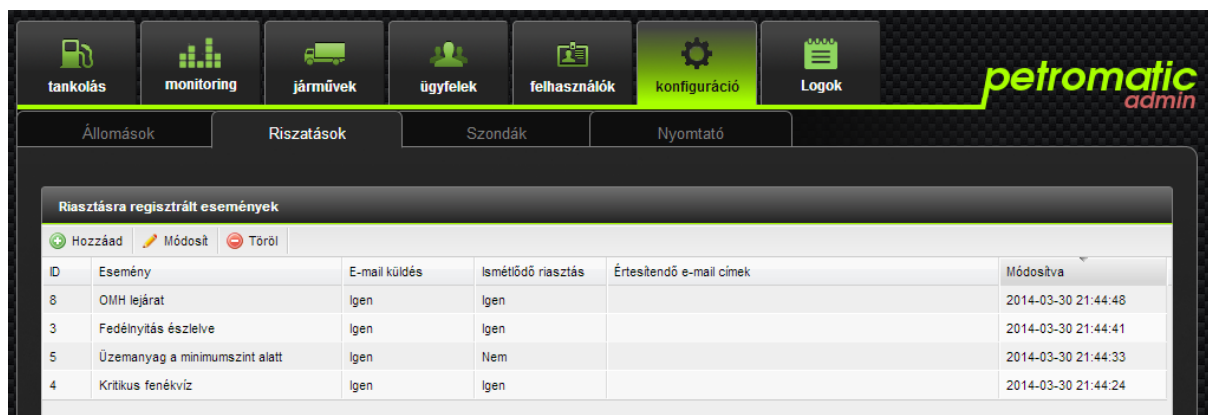 tankolás monitoring járművek ügyfelek felhasználók konfiguráció Logok
petromatic
admin
Állomások Riszatások Szondák Nyomtató
Riasztásra regisztrált események
Hozzáad Módosít Töröl
ID Esemény E-mail küldés Ismétlődő riasztás Értesítendő e-mail címek Módosítva
8 OMH lejárat Igen Igen 2014-03-30 21:44:48
3 Fedélnyitás észlelve Igen Igen 2014-03-30 21:44:41
5 Üzemanyag a minimumszint alatt Igen Nem 2014-03-30 21:44:33
4 Kritikus fenékvíz Igen Igen 2014-03-30 21:44:24